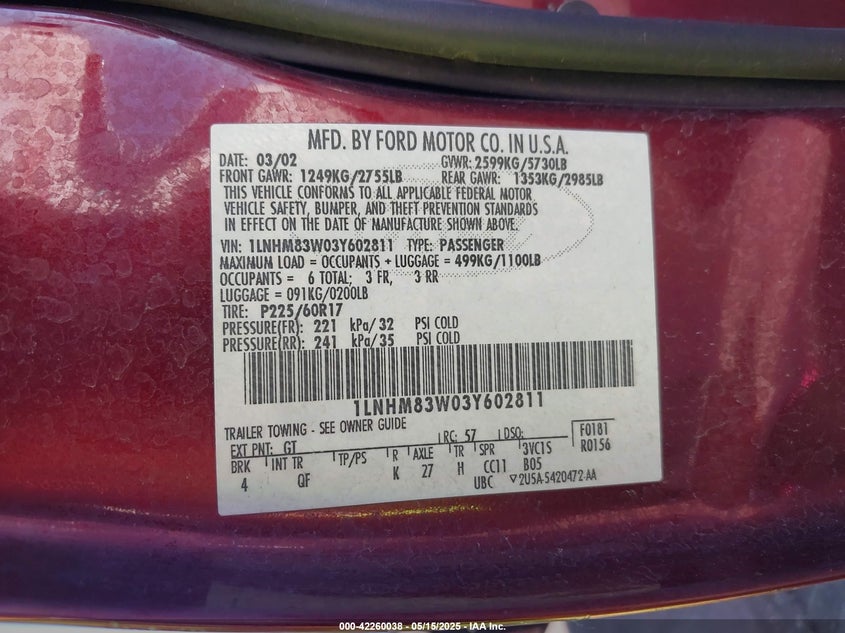 MFD. BY FORD MOTOR CO. IN U.S.A.
DATE: 03/02 GVWR: 2599KG/5730LB
FRONT GAWR: 1249KG/2755LB REAR GAWR: 1353KG/2985LB
THIS VEHICLE CONFORMS TO ALL APPLICABLE FEDERAL MOTOR
VEHICLE SAFETY, BUMPER, AND THEFT PREVENTION STANDARDS
IN EFFECT ON THE DATE OF MANUFACTURE SHOWN ABOVE.
VIN: 1LNHM83W03Y602811 TYPE: PASSENGER
MAXIMUM LOAD = OCCUPANTS + LUGGAGE = 499KG/1100LB
OCCUPANTS = 6 TOTAL; 3 FR, 3 RR
LUGGAGE = 091KG/0200LB
TIRE: P225/60R17
PRESSURE(FR): 221 kPa/32 PSI COLD
PRESSURE(RR): 241 kPa/35 PSI COLD
1LNHM83W03Y602811
TRAILER TOWING - SEE OWNER GUIDE
EXT PNT: GT RC: 57 DSO: F0181
BRK INT TR TP/PS R AXLE TR SPR 3VC1S R0156
4 QF K 27 H CC11 B05
UBC ▽2U5A-5420472-AA
000-42260038 - 05/15/2025 - IAA Inc.